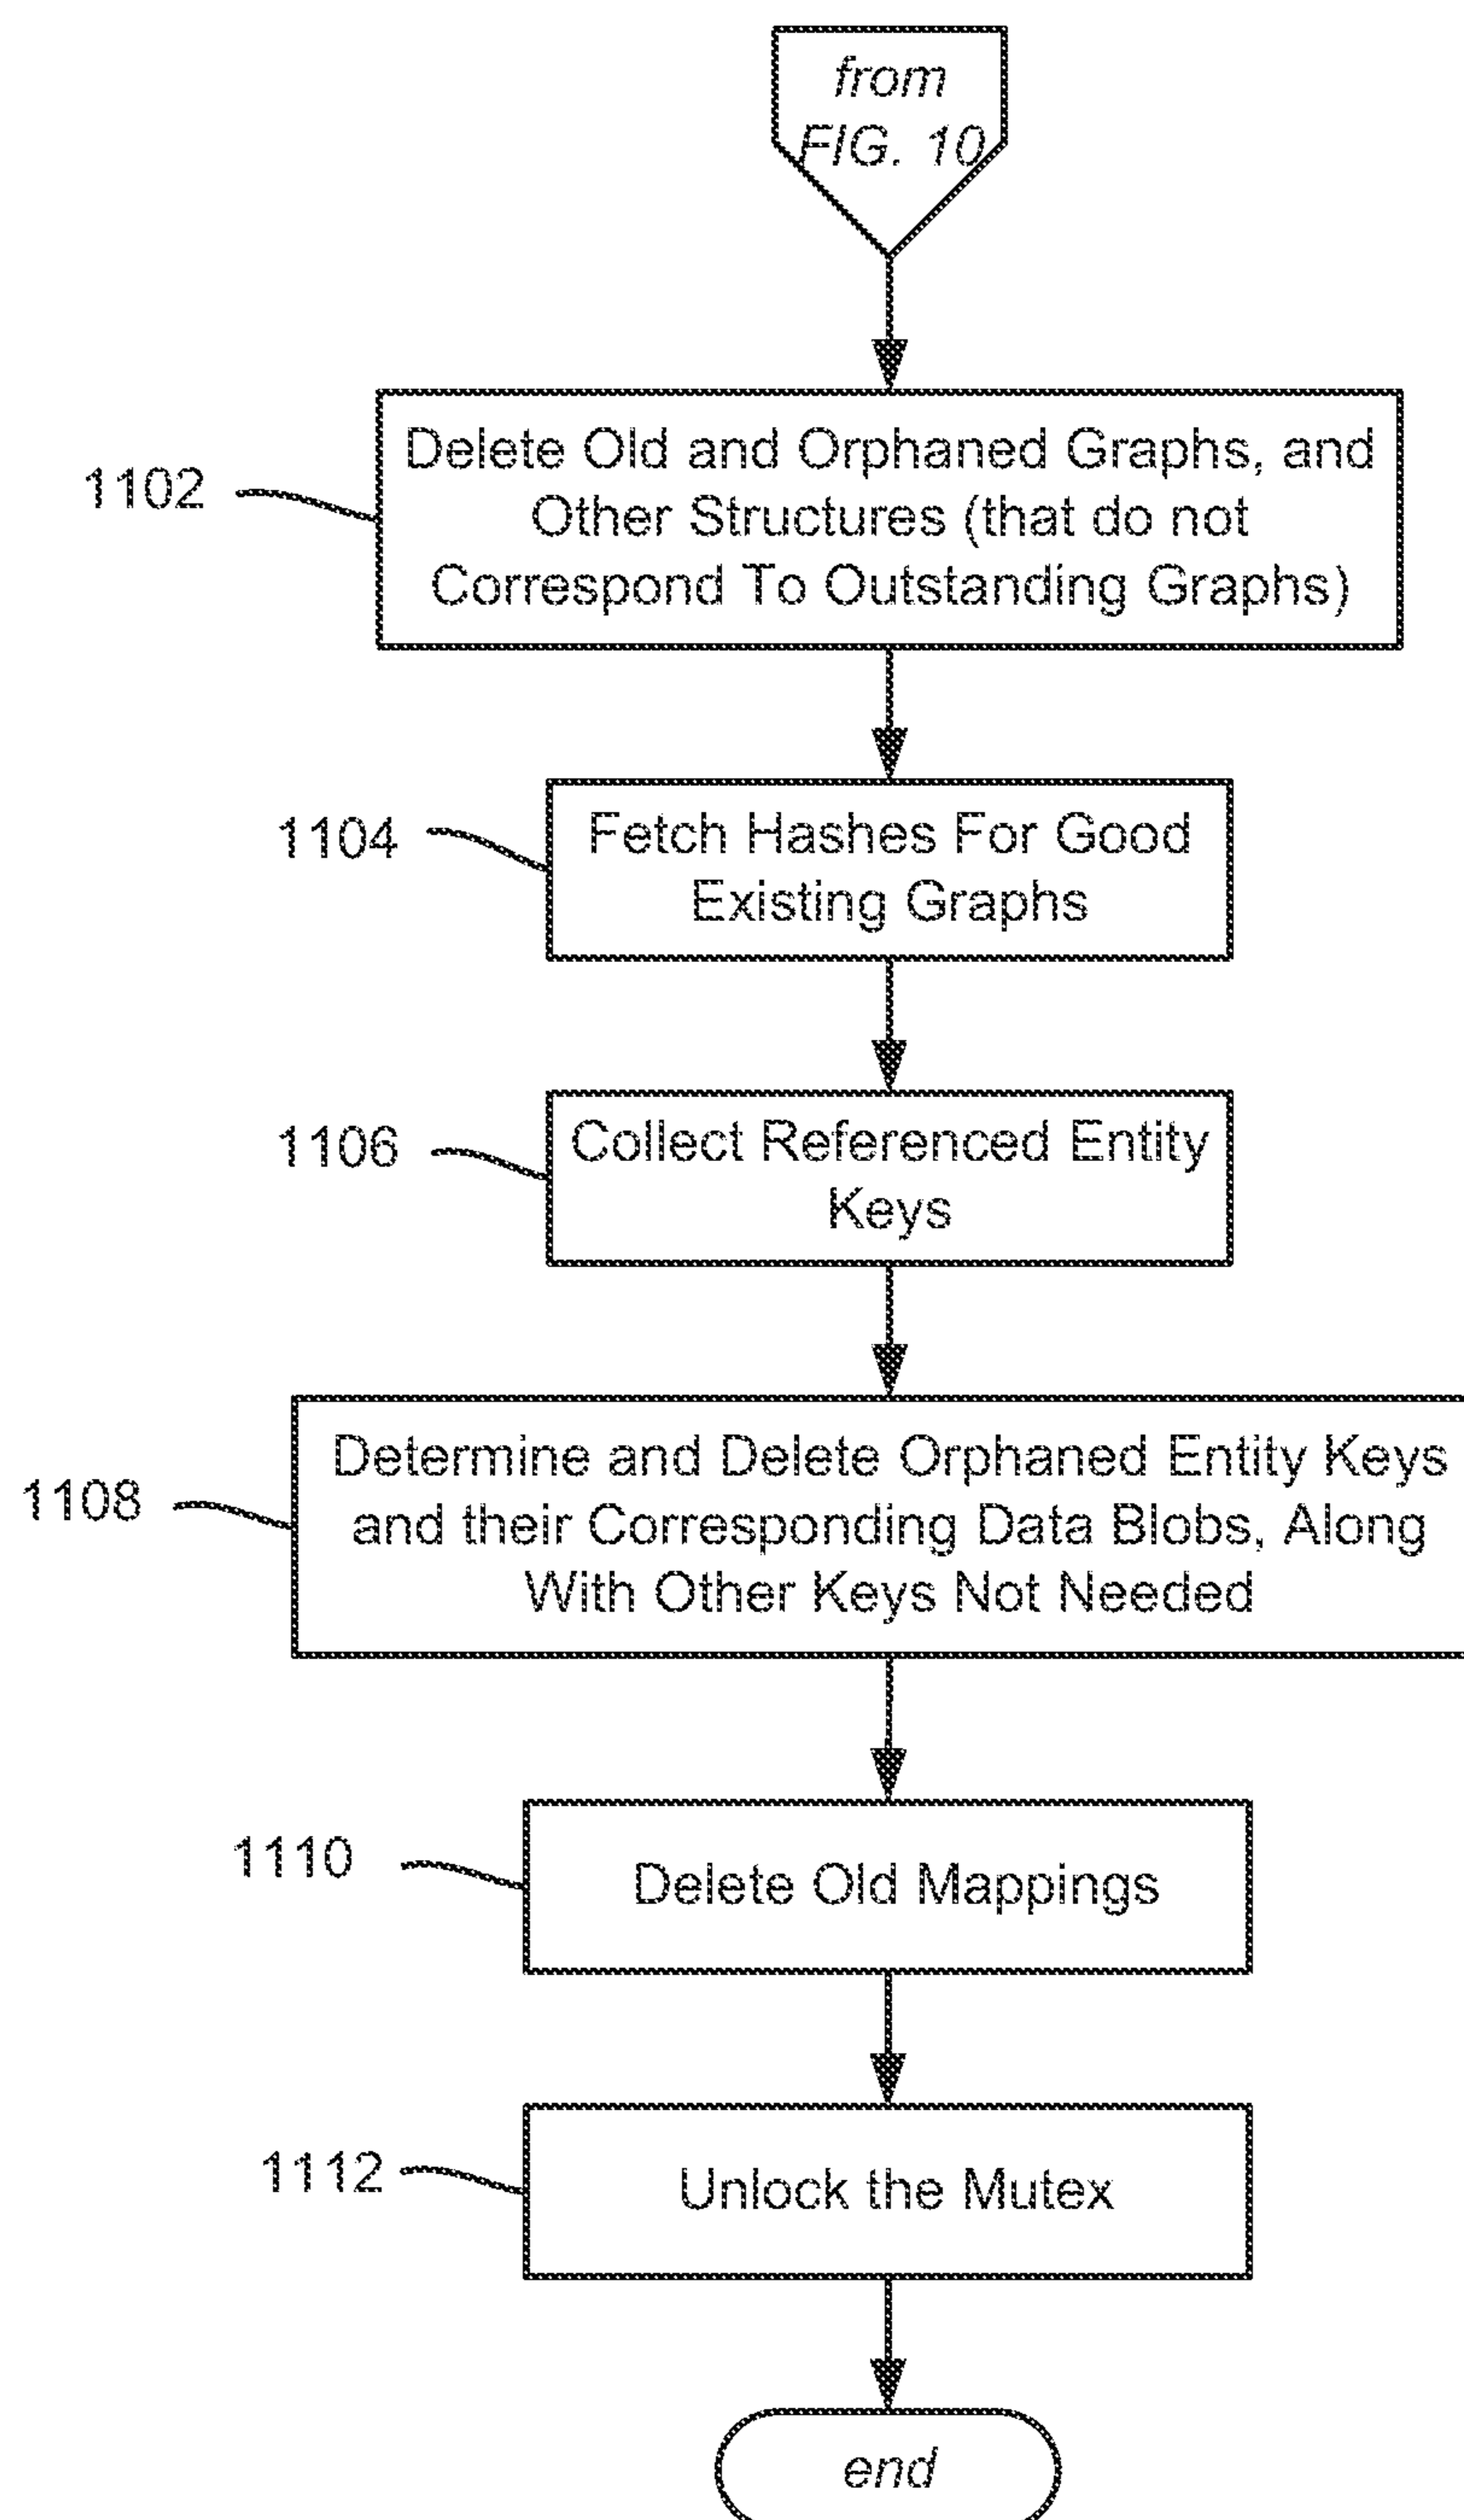 from
FIG. 10
1102
Delete Old and Orphaned Graphs, and
Other Structures (that do not
Correspond To Outstanding Graphs)
1104
Fetch Hashes For Good
Existing Graphs
1106
Collect Referenced Entity
Keys
1108
Determine and Delete Orphaned Entity Keys
and their Corresponding Data Blobs, Along
With Other Keys Not Needed
1110
Delete Old Mappings
1112
Unlock the Mutex
end